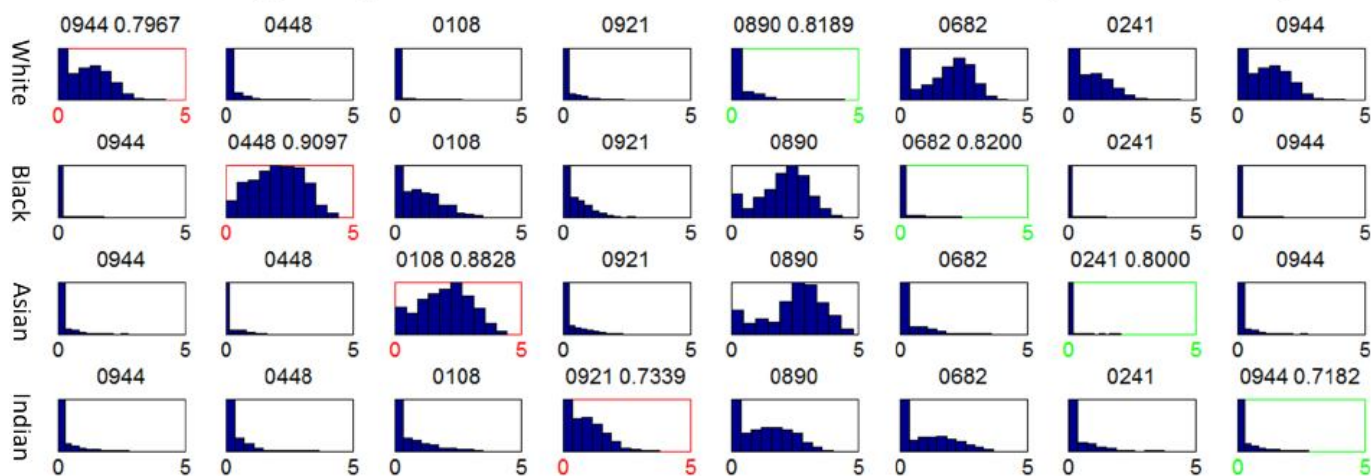 0944 0.7967 0448 0108 0921 0890 0.8189 0682 0241 0944
White
0 5 0 5 0 5 0 5 0 5 0 5 0 5 0 5
0944 0448 0.9097 0108 0921 0890 0682 0.8200 0241 0944
Black
0 5 0 5 0 5 0 5 0 5 0 5 0 5 0 5
0944 0448 0108 0.8828 0921 0890 0682 0241 0.8000 0944
Asian
0 5 0 5 0 5 0 5 0 5 0 5 0 5 0 5
0944 0448 0108 0921 0.7339 0890 0682 0241 0944 0.7182
Indian
0 5 0 5 0 5 0 5 0 5 0 5 0 5 0 5